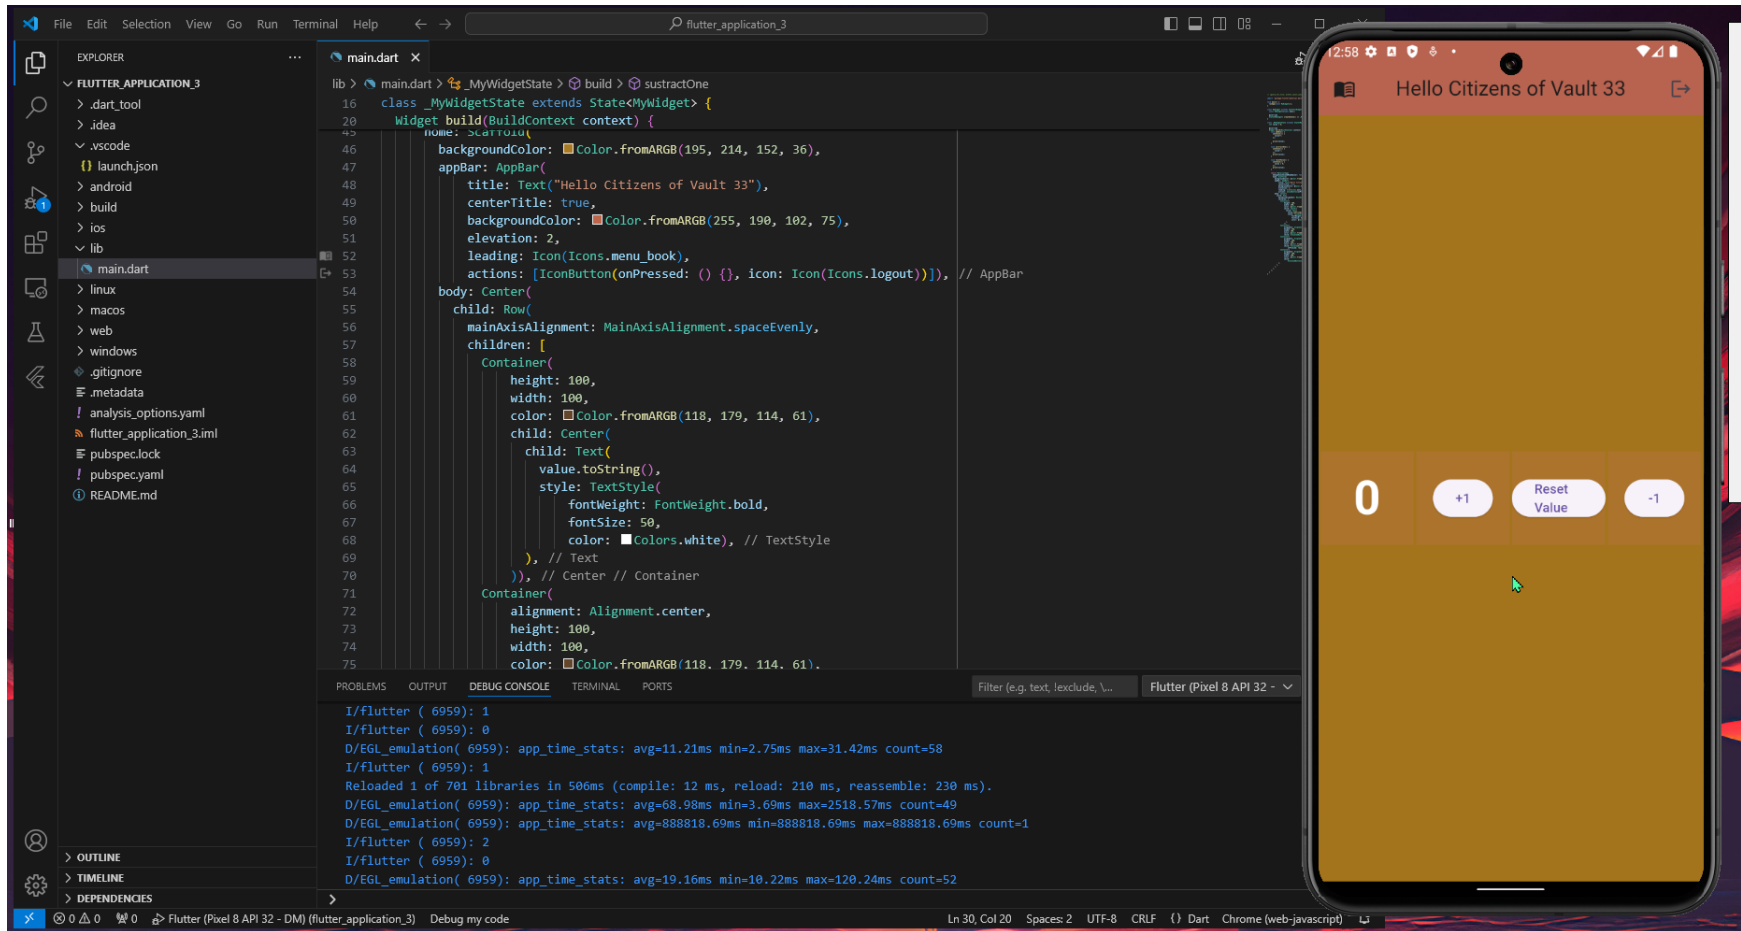 File Edit Selection View Go Run Terminal Help
flutter_application_3
EXPLORER
FLUTTER_APPLICATION_3
.dart_tool
.idea
.vscode
{} launch.json
android
build
ios
lib
main.dart
linux
macos
web
windows
.gitignore
.metadata
! analysis_options.yaml
flutter_application_3.iml
pubspec.lock
! pubspec.yaml
README.md
OUTLINE
TIMELINE
DEPENDENCIES
1
main.dart
lib > main.dart > _MyWidgetState > build > sustractOne
16 class _MyWidgetState extends State<MyWidget> {
20 Widget build(BuildContext context) {
45 home: Scaffold(
46 backgroundColor: Color.fromARGB(195, 214, 152, 36),
47 appBar: AppBar(
48 title: Text("Hello Citizens of Vault 33"),
49 centerTitle: true,
50 backgroundColor: Color.fromARGB(255, 190, 102, 75),
51 elevation: 2,
52 leading: Icon(Icons.menu_book),
53 actions: [IconButton(onPressed: () {}, icon: Icon(Icons.logout))]), // AppBar
54 body: Center(
55 child: Row(
56 mainAxisAlignment: MainAxisAlignment.spaceEvenly,
57 children: [
58 Container(
59 height: 100,
60 width: 100,
61 color: Color.fromARGB(118, 179, 114, 61),
62 child: Center(
63 child: Text(
64 value.toString(),
65 style: TextStyle(
66 fontWeight: FontWeight.bold,
67 fontSize: 50,
68 color: Colors.white), // TextStyle
69 ), // Text
70 )), // Center // Container
71 Container(
72 alignment: Alignment.center,
73 height: 100,
74 width: 100,
75 color: Color.fromARGB(118, 179, 114, 61),
PROBLEMS OUTPUT DEBUG CONSOLE TERMINAL PORTS
Filter (e.g. text, !exclude, \...
Flutter (Pixel 8 API 32 -
I/flutter ( 6959): 1
I/flutter ( 6959): 0
D/EGL_emulation( 6959): app_time_stats: avg=11.21ms min=2.75ms max=31.42ms count=58
I/flutter ( 6959): 1
Reloaded 1 of 701 libraries in 506ms (compile: 12 ms, reload: 210 ms, reassemble: 230 ms).
D/EGL_emulation( 6959): app_time_stats: avg=68.98ms min=3.69ms max=2518.57ms count=49
D/EGL_emulation( 6959): app_time_stats: avg=888818.69ms min=888818.69ms max=888818.69ms count=1
I/flutter ( 6959): 2
I/flutter ( 6959): 0
D/EGL_emulation( 6959): app_time_stats: avg=19.16ms min=10.22ms max=120.24ms count=52
0 0 0 Flutter (Pixel 8 API 32 - DM) (flutter_application_3) Debug my code
Ln 30, Col 20 Spaces: 2 UTF-8 CRLF {} Dart Chrome (web-javascript)
12:58
Hello Citizens of Vault 33
0
+1
Reset
Value
-1